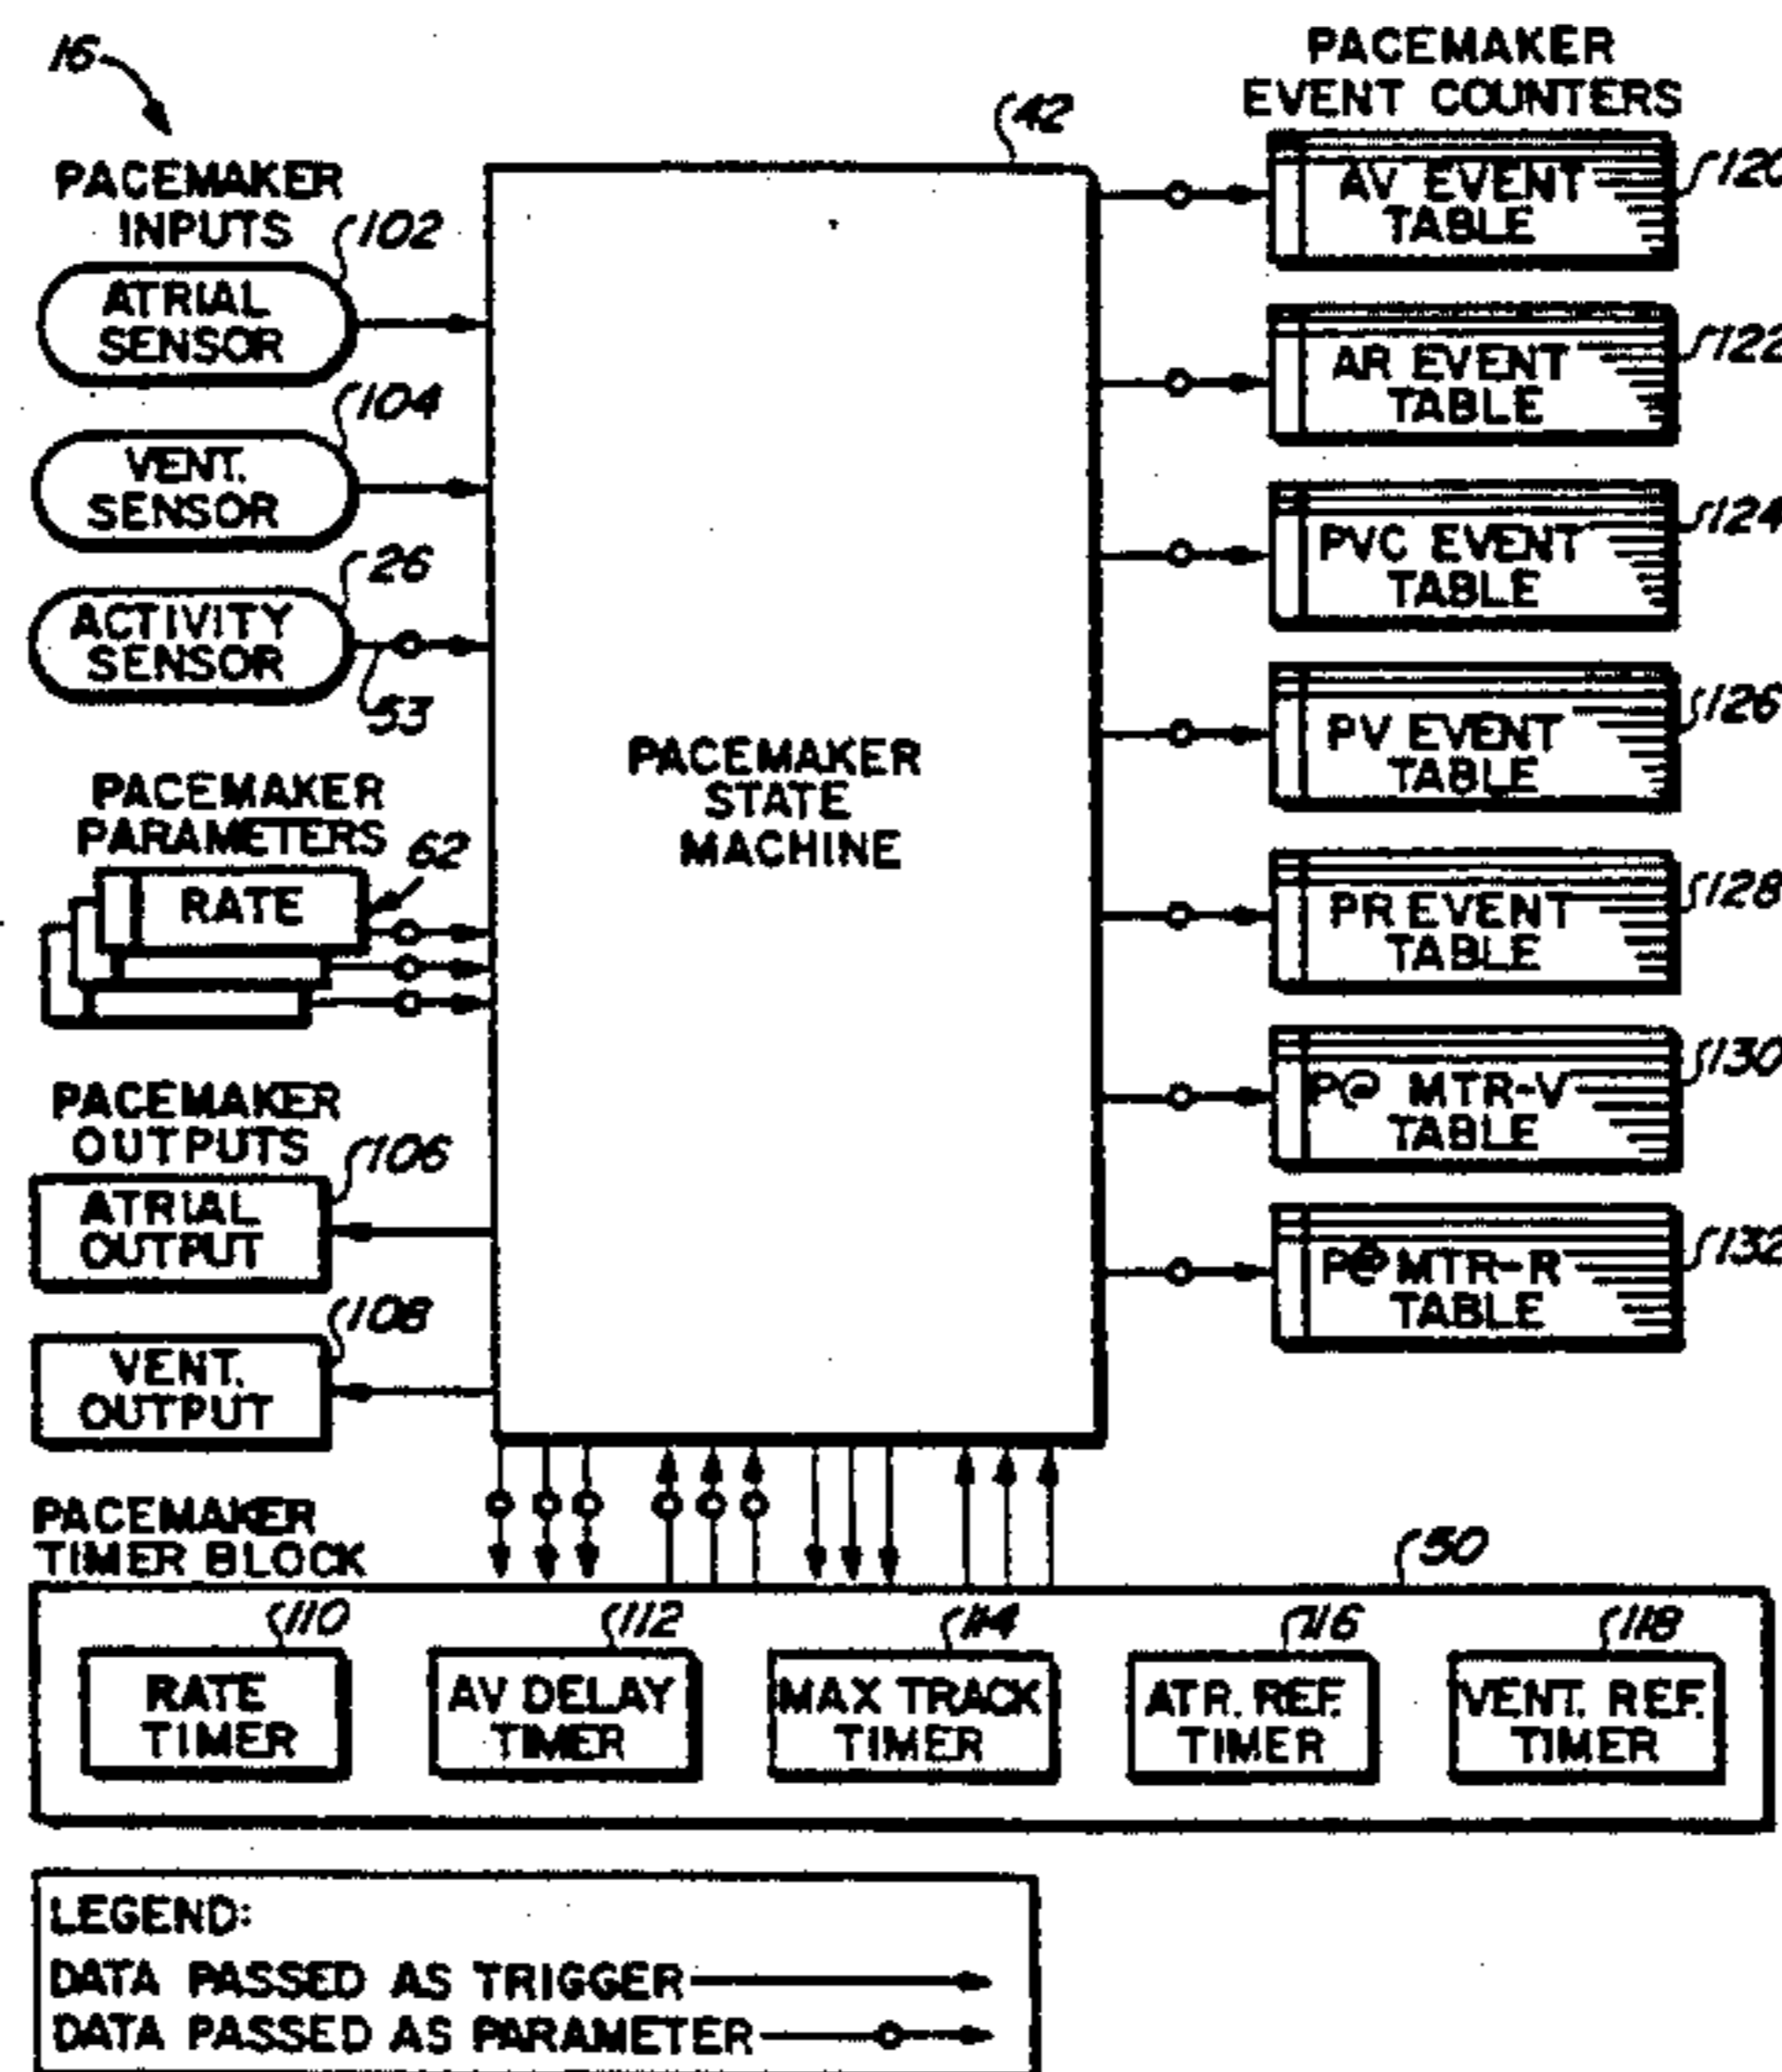 16
PACEMAKER
INPUTS
102
ATRIAL
SENSOR
104
VENT.
SENSOR
26
ACTIVITY
SENSOR
53
PACEMAKER
PARAMETERS
62
RATE
PACEMAKER
OUTPUTS
106
ATRIAL
OUTPUT
108
VENT.
OUTPUT
42
PACEMAKER
STATE
MACHINE
PACEMAKER
EVENT COUNTERS
AV EVENT
TABLE
120
AR EVENT
TABLE
122
PVC EVENT
TABLE
124
PV EVENT
TABLE
126
PR EVENT
TABLE
128
P@ MTR-V
TABLE
130
P@ MTR-R
TABLE
132
PACEMAKER
TIMER BLOCK
50
110
RATE
TIMER
112
AV DELAY
TIMER
114
MAX TRACK
TIMER
116
ATR. REF.
TIMER
118
VENT. REF.
TIMER
LEGEND:
DATA PASSED AS TRIGGER
DATA PASSED AS PARAMETER